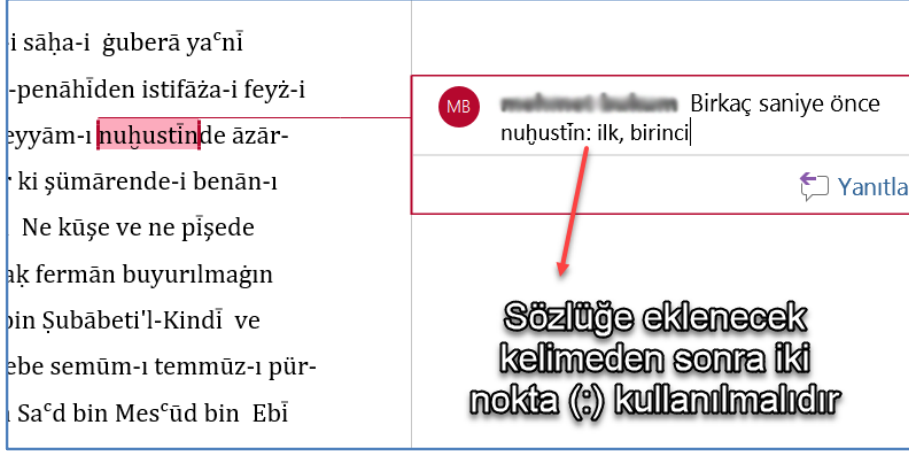 i sāḥa-i ġuberā yaᶜnī
-penāhīden istifāża-i feyż-i
eyyām-ı nuḫustīnde āzār-
ki şümārende-i benān-ı
Ne kūşe ve ne pīşede
aḳ fermān buyurılmaġın
bin Ṣubābeti'l-Kindī ve
ebe semūm-ı temmūz-ı pür-
Saᶜd bin Mesᶜūd bin Ebī
MB Birkaç saniye önce
nuḫustīn: ilk, birinci
Yanıtla
Sözlüğe eklenecek
kelimeden sonra iki
nokta (:) kullanılmalıdır